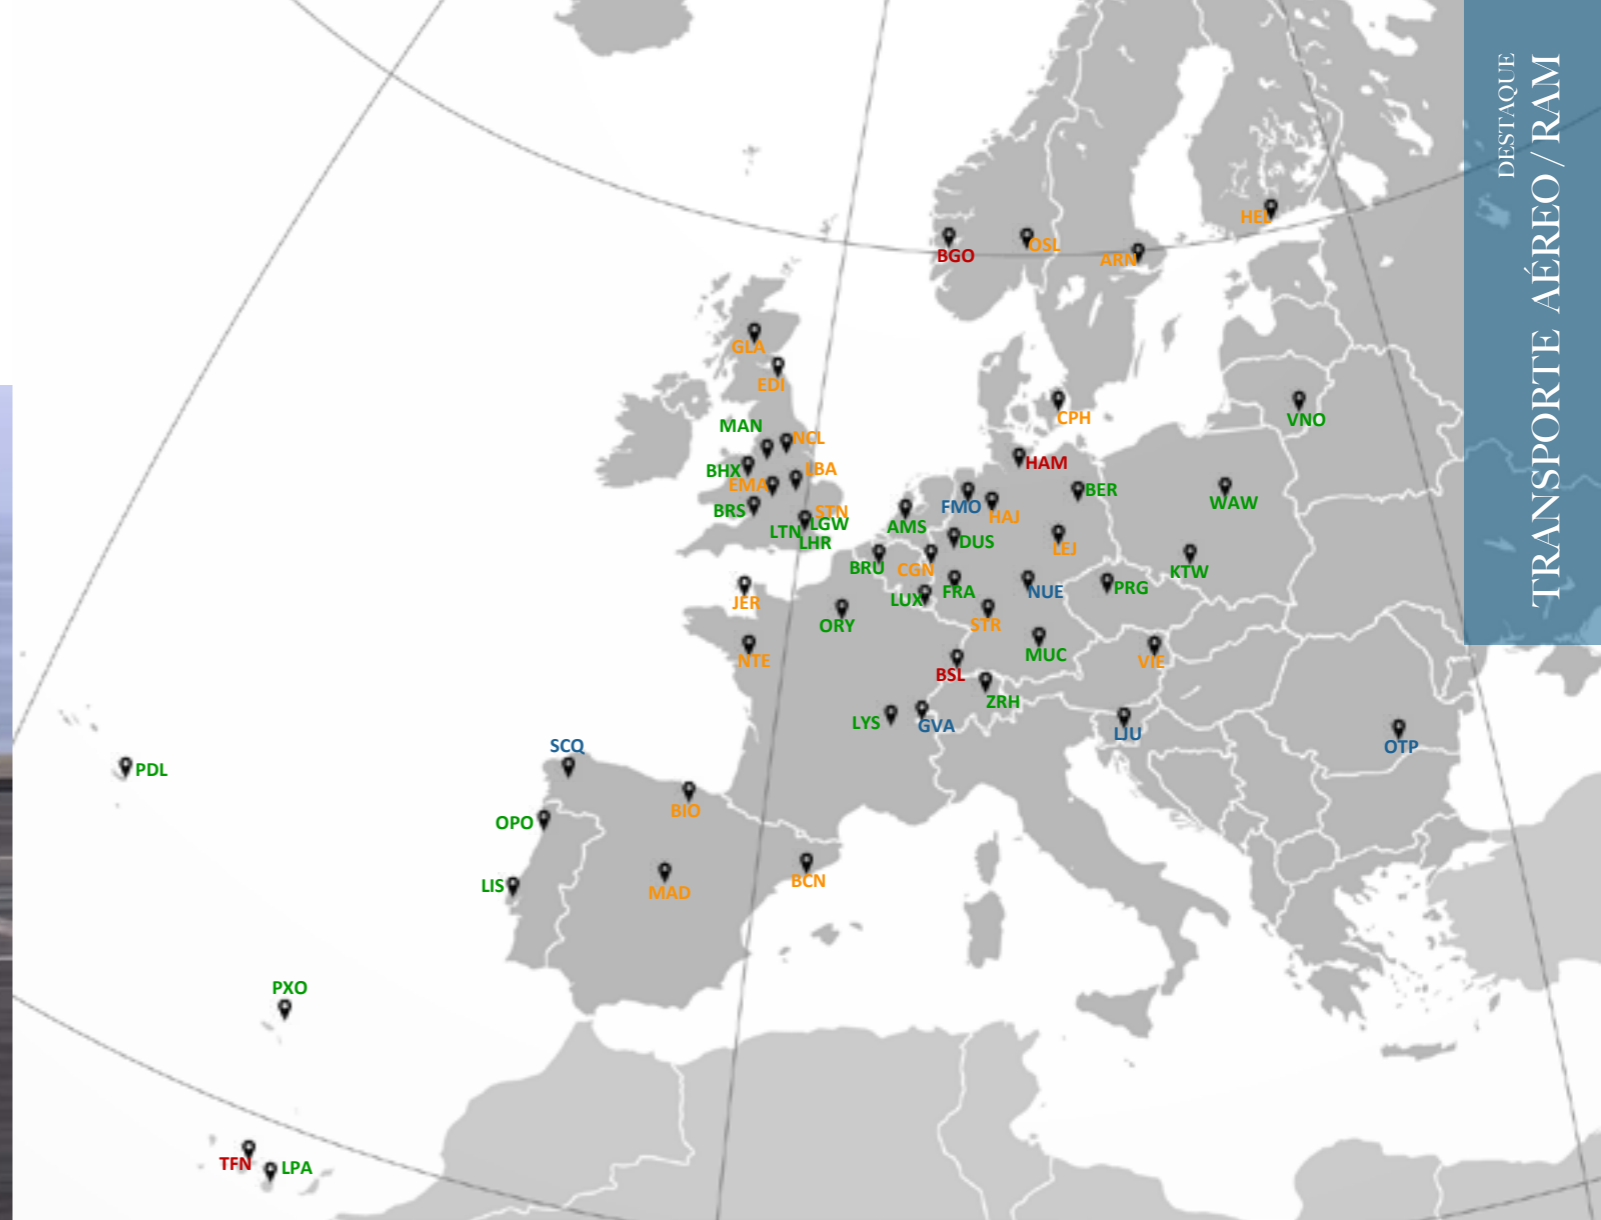 DESTAQUE
TRANSPORTE AÉREO / RAM
HEL
BGO
OSL
ARN
GLA
EDI
CPH
VNO
MAN
NCL
HAM
BHX
LBA
EMA
BER
WAW
BRS
STN
FMO
HAJ
LTN
LGW
AMS
LHR
DUS
LEJ
BRU
CGN
KTW
JER
LUX
FRA
NUE
PRG
ORY
STR
NTE
MUC
VIE
BSL
ZRH
LYS
GVA
LJU
OTP
SCQ
PDL
BIO
OPO
LIS
MAD
BCN
PXO
TFN
LPA